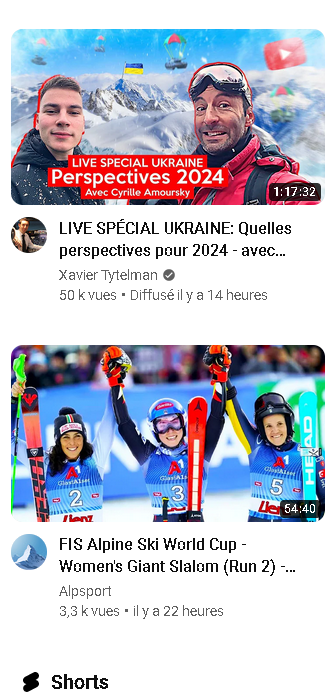 LIVE SPECIAL UKRAINE
Perspectives 2024
Avec Cyrille Amoursky
1:17:32
LIVE SPÉCIAL UKRAINE: Quelles
perspectives pour 2024 - avec...
Xavier Tytelman
50 k vues • Diffusé il y a 14 heures
2
3
5
HEAD
Lienz
54:40
FIS Alpine Ski World Cup -
Women's Giant Slalom (Run 2) -...
Alpsport
3,3 k vues • il y a 22 heures
Shorts